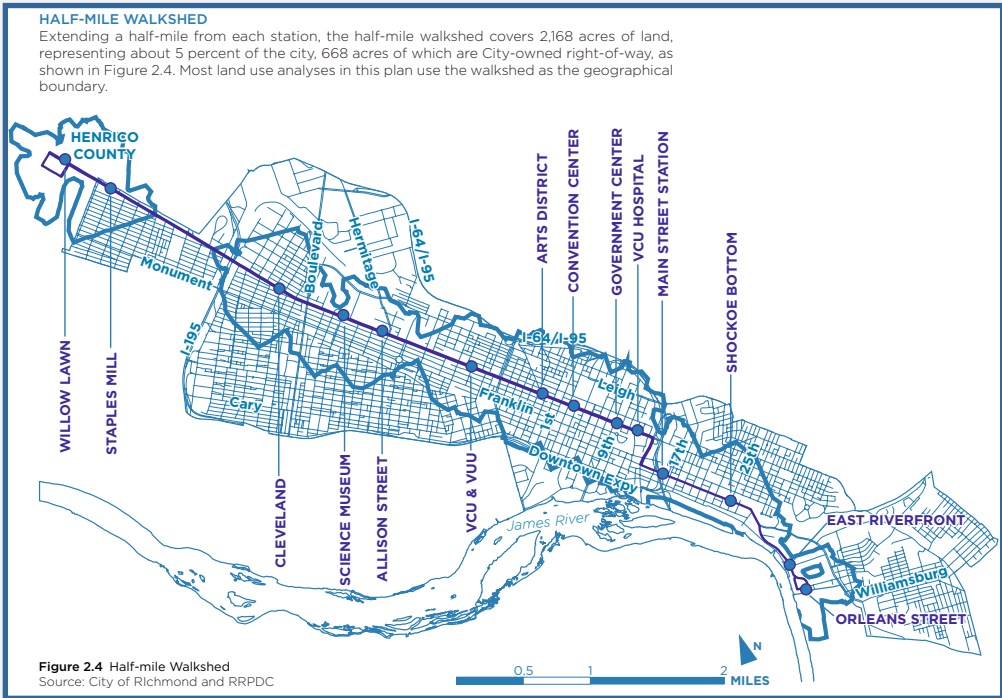 HALF-MILE WALKSHED
Extending a half-mile from each station, the half-mile walkshed covers 2,168 acres of land,
representing about 5 percent of the city, 668 acres of which are City-owned right-of-way, as
shown in Figure 2.4. Most land use analyses in this plan use the walkshed as the geographical
boundary.
HENRICO
COUNTY
WILLOW LAWN
STAPLES MILL
Monument
I-195
Cary
CLEVELAND
Boulevard
Hermitage
I-64/I-95
SCIENCE MUSEUM
ALLISON STREET
VCU & VUU
Franklin
ARTS DISTRICT
1st
CONVENTION CENTER
I-64/I-95
Leigh
GOVERNMENT CENTER
9th
VCU HOSPITAL
MAIN STREET STATION
17th
SHOCKOE BOTTOM
25th
Downtown Expy
James River
EAST RIVERFRONT
Williamsburg
ORLEANS STREET
Figure 2.4 Half-mile Walkshed
Source: City of RIchmond and RRPDC
0.5 1 2
MILES
N